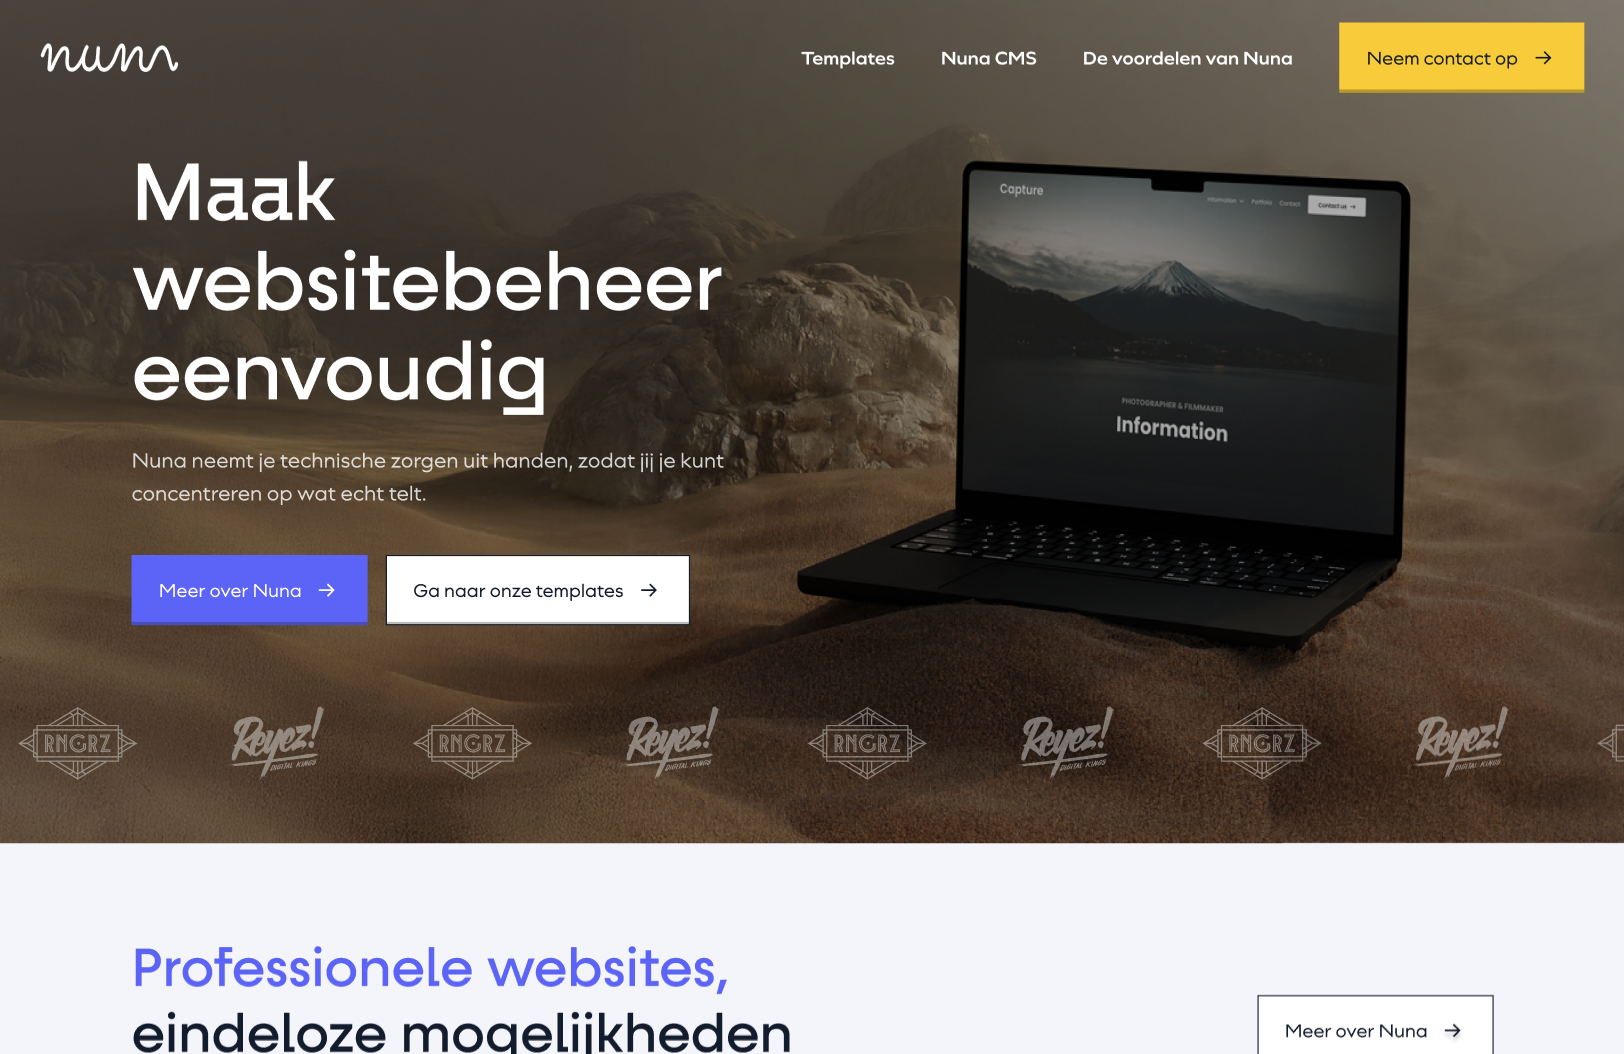 nuna
Templates
Nuna CMS
De voordelen van Nuna
Neem contact op
Maak
websitebeheer
eenvoudig
Nuna neemt je technische zorgen uit handen, zodat jij je kunt
concentreren op wat echt telt.
Meer over Nuna
Ga naar onze templates
Capture
Information
Portfolio
Contact
Contact us
PHOTOGRAPHER & FILMMAKER
Information
RNGRZ
Reyez!
DIGITAL KINGS
RNGRZ
Reyez!
DIGITAL KINGS
RNGRZ
Reyez!
DIGITAL KINGS
RNGRZ
Reyez!
DIGITAL KINGS
Professionele websites,
eindeloze mogelijkheden
Meer over Nuna